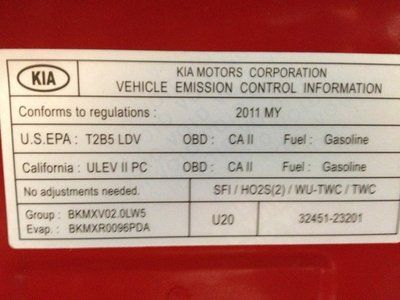 KIA
KIA MOTORS CORPORATION
VEHICLE EMISSION CONTROL INFORMATION
Conforms to regulations : 2011 MY
U.S.EPA : T2B5 LDV OBD : CA II Fuel : Gasoline
California : ULEV II PC OBD : CA II Fuel : Gasoline
No adjustments needed. SFI / HO2S(2) / WU-TWC / TWC
Group : BKMXV02.0LW5
Evap. : BKMXR0096PDA
U20
32451-23201